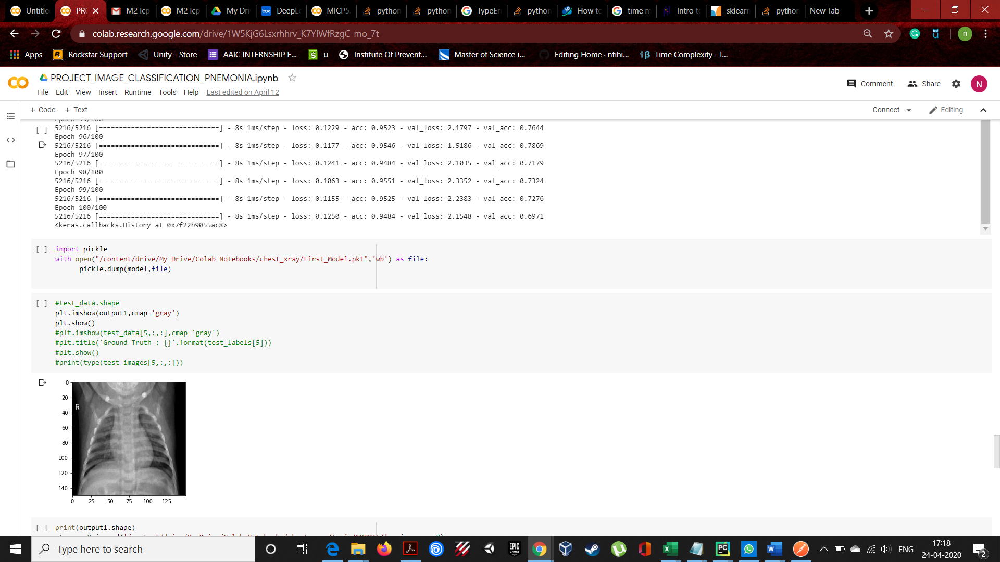 Untitle
PR
M2 Icp
M2 Icp
My Dri
box DeepLe
MICP5.
python
python
TypeEr
python
How to
time m
Intro to
sklearn
python
New Tab
colab.research.google.com/drive/1W5KjG6Lsxrhhrv_K7YlWfRzgC-mo_7t-
n
Apps
Rockstar Support
Unity - Store
AAIC INTERNSHIP E...
u
Institute Of Prevent...
Master of Science i...
Editing Home · ntihi...
Time Complexity - I...
PROJECT_IMAGE_CLASSIFICATION_PNEMONIA.ipynb
Comment
Share
N
File Edit View Insert Runtime Tools Help Last edited on April 12
+ Code + Text
Connect
Editing
Epoch 95/100
[ ] 5216/5216 [==============================] - 8s 1ms/step - loss: 0.1229 - acc: 0.9523 - val_loss: 2.1797 - val_acc: 0.7644
Epoch 96/100
5216/5216 [==============================] - 8s 1ms/step - loss: 0.1177 - acc: 0.9546 - val_loss: 1.5186 - val_acc: 0.7869
Epoch 97/100
5216/5216 [==============================] - 8s 1ms/step - loss: 0.1241 - acc: 0.9484 - val_loss: 2.1035 - val_acc: 0.7179
Epoch 98/100
5216/5216 [==============================] - 8s 1ms/step - loss: 0.1063 - acc: 0.9551 - val_loss: 2.3352 - val_acc: 0.7324
Epoch 99/100
5216/5216 [==============================] - 8s 1ms/step - loss: 0.1155 - acc: 0.9525 - val_loss: 2.2383 - val_acc: 0.7276
Epoch 100/100
5216/5216 [==============================] - 8s 1ms/step - loss: 0.1250 - acc: 0.9484 - val_loss: 2.1548 - val_acc: 0.6971
<keras.callbacks.History at 0x7f22b9055ac8>
[ ] import pickle
with open("/content/drive/My Drive/Colab Notebooks/chest_xray/First_Model.pk1",'wb') as file:
pickle.dump(model,file)
[ ] #test_data.shape
plt.imshow(output1,cmap='gray')
plt.show()
#plt.imshow(test_data[5,:,:],cmap='gray')
#plt.title('Ground Truth : {}'.format(test_labels[5]))
#plt.show()
#print(type(test_images[5,:,:]))
0
20
R
40
60
80
100
120
140
0 25 50 75 100 125
[ ] print(output1.shape)
Type here to search
EPIC GAMES
PC
ENG
17:18
24-04-2020
2